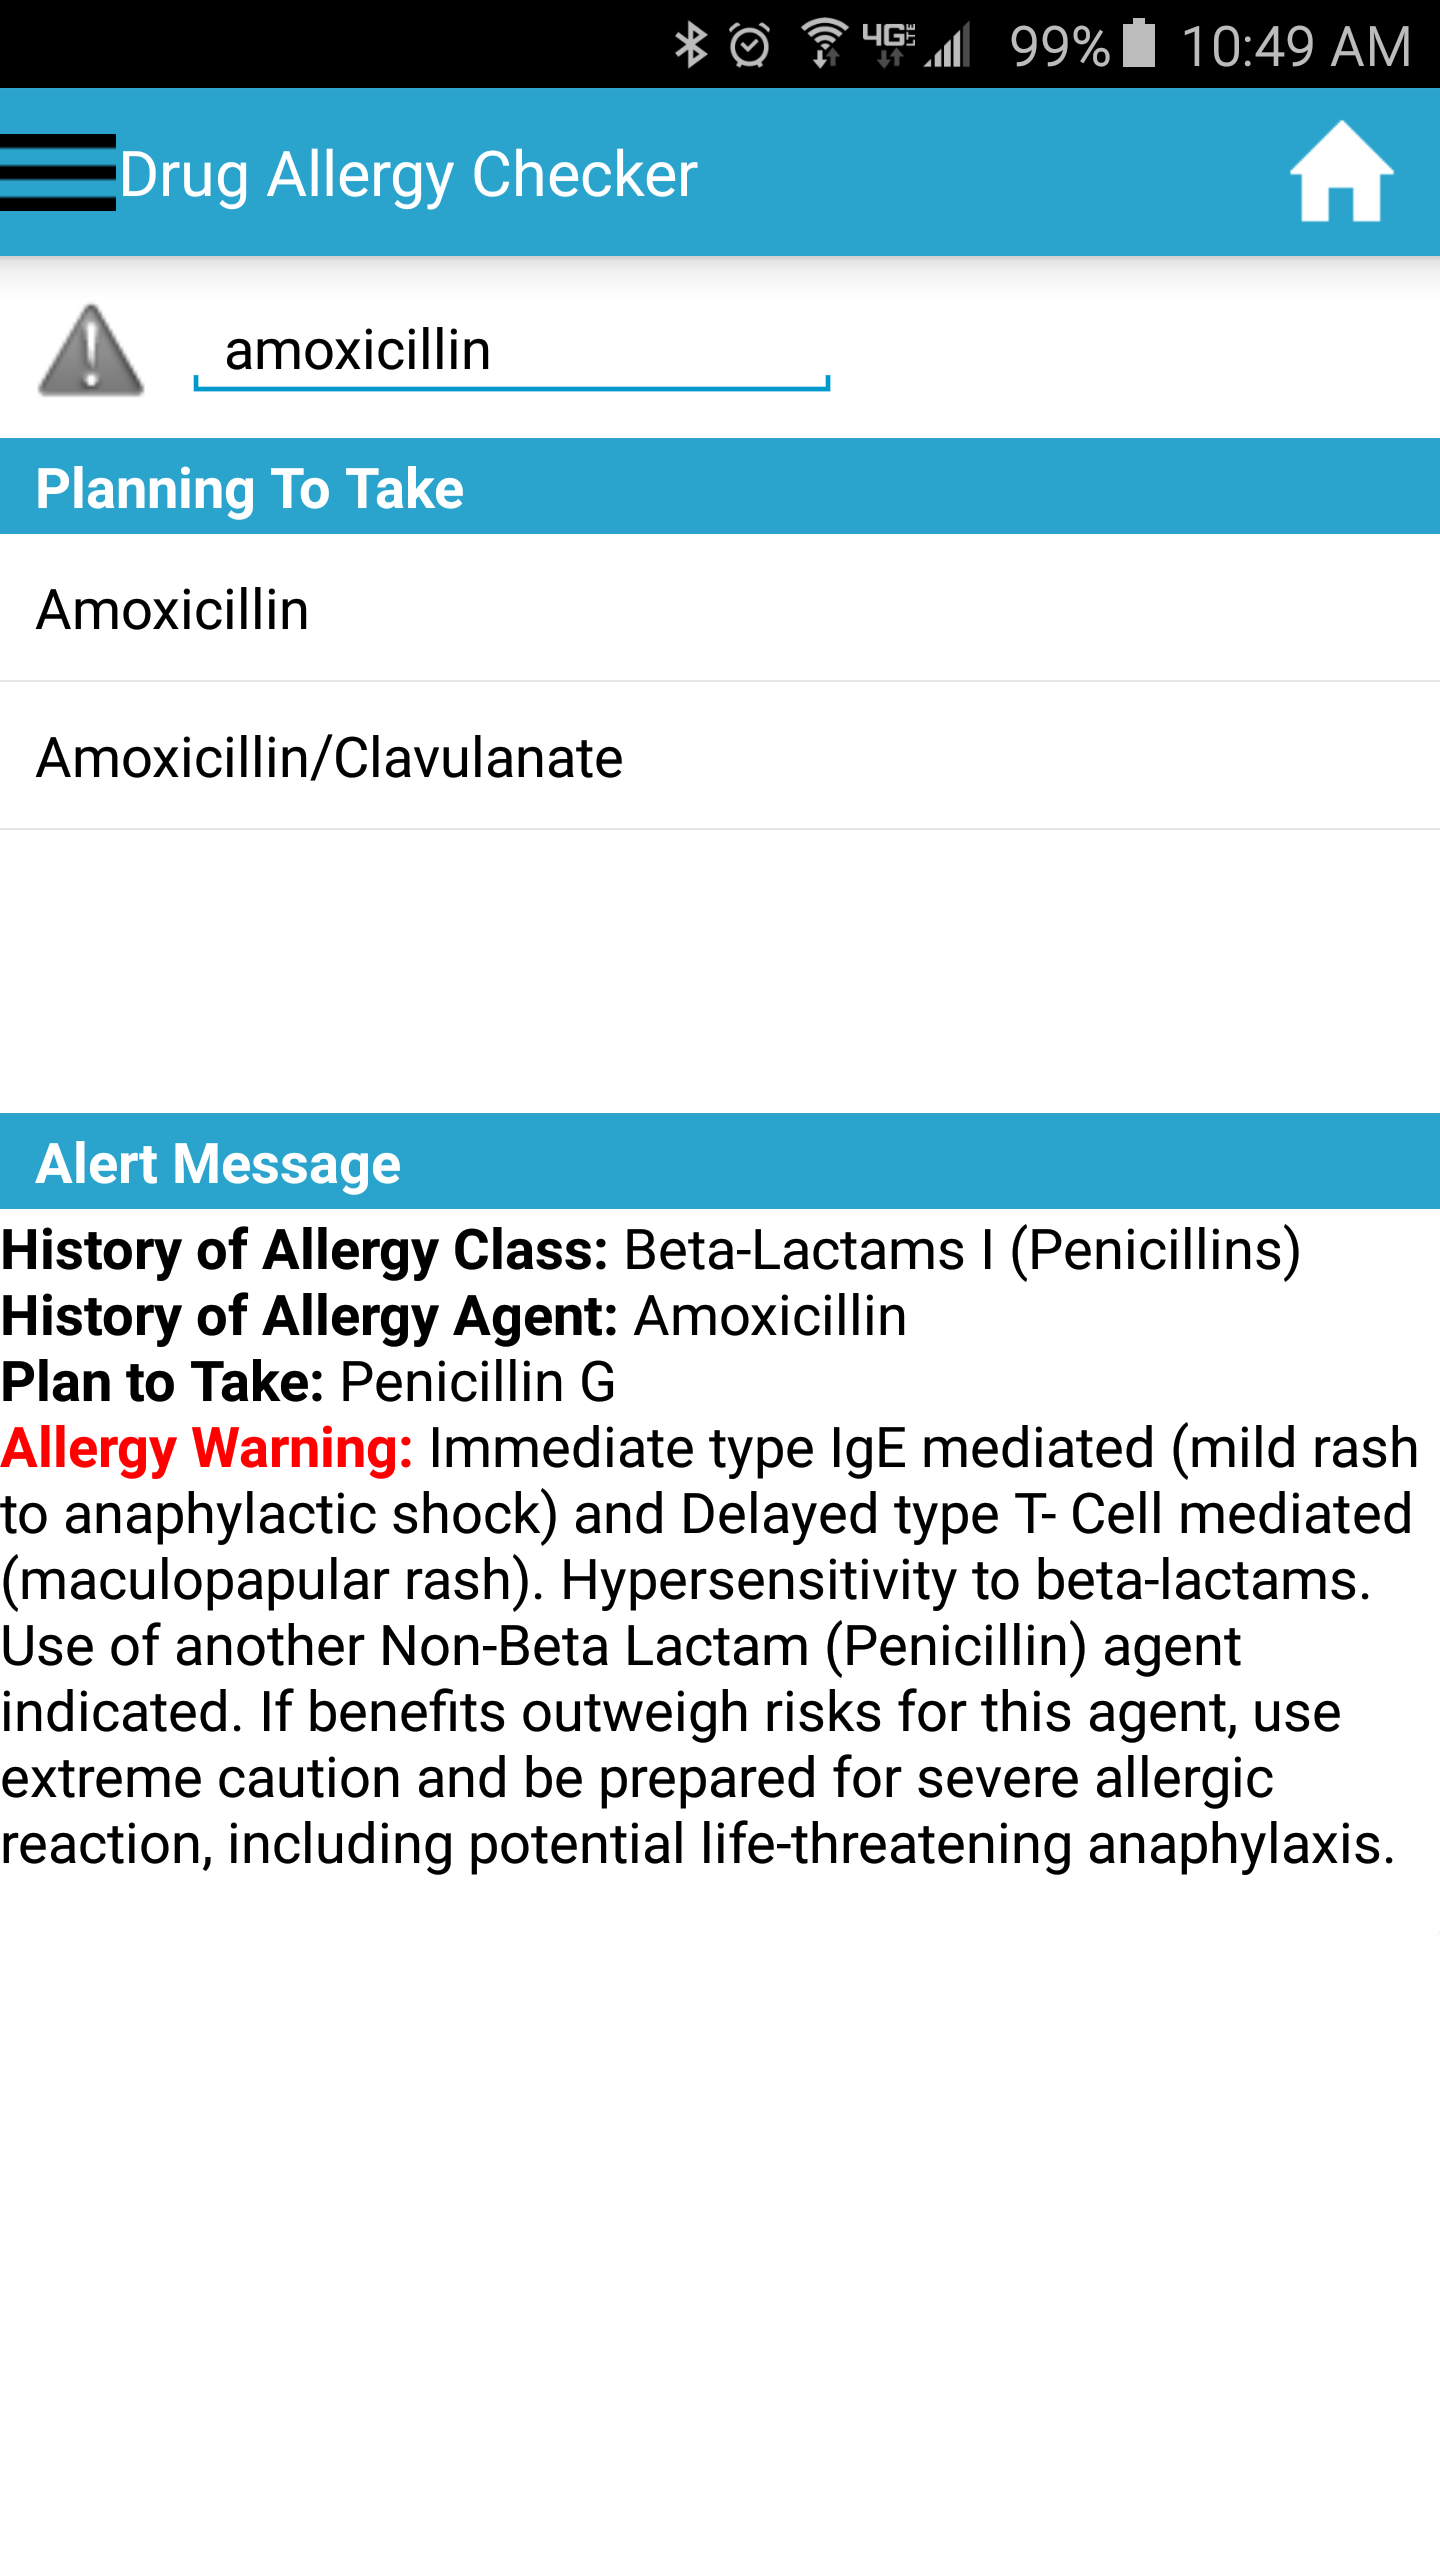 4G LTE 99% 10:49 AM
Drug Allergy Checker
amoxicillin
Planning To Take
Amoxicillin
Amoxicillin/Clavulanate
Alert Message
History of Allergy Class: Beta-Lactams I (Penicillins)
History of Allergy Agent: Amoxicillin
Plan to Take: Penicillin G
Allergy Warning: Immediate type IgE mediated (mild rash
to anaphylactic shock) and Delayed type T- Cell mediated
(maculopapular rash). Hypersensitivity to beta-lactams.
Use of another Non-Beta Lactam (Penicillin) agent
indicated. If benefits outweigh risks for this agent, use
extreme caution and be prepared for severe allergic
reaction, including potential life-threatening anaphylaxis.